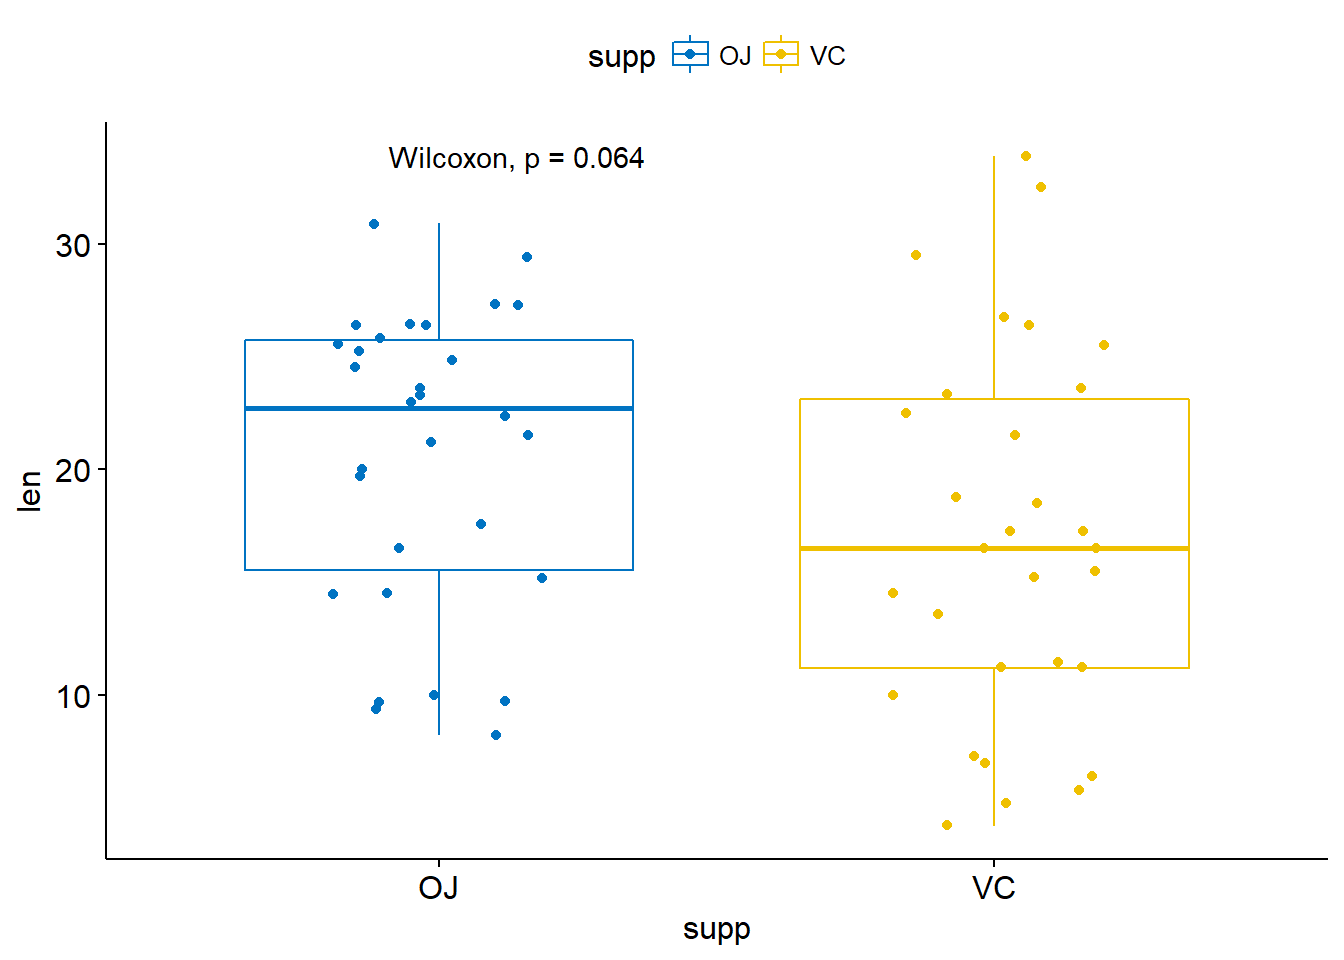 supp OJ VC
Wilcoxon, p = 0.064
30
20
10
len
OJ VC
supp